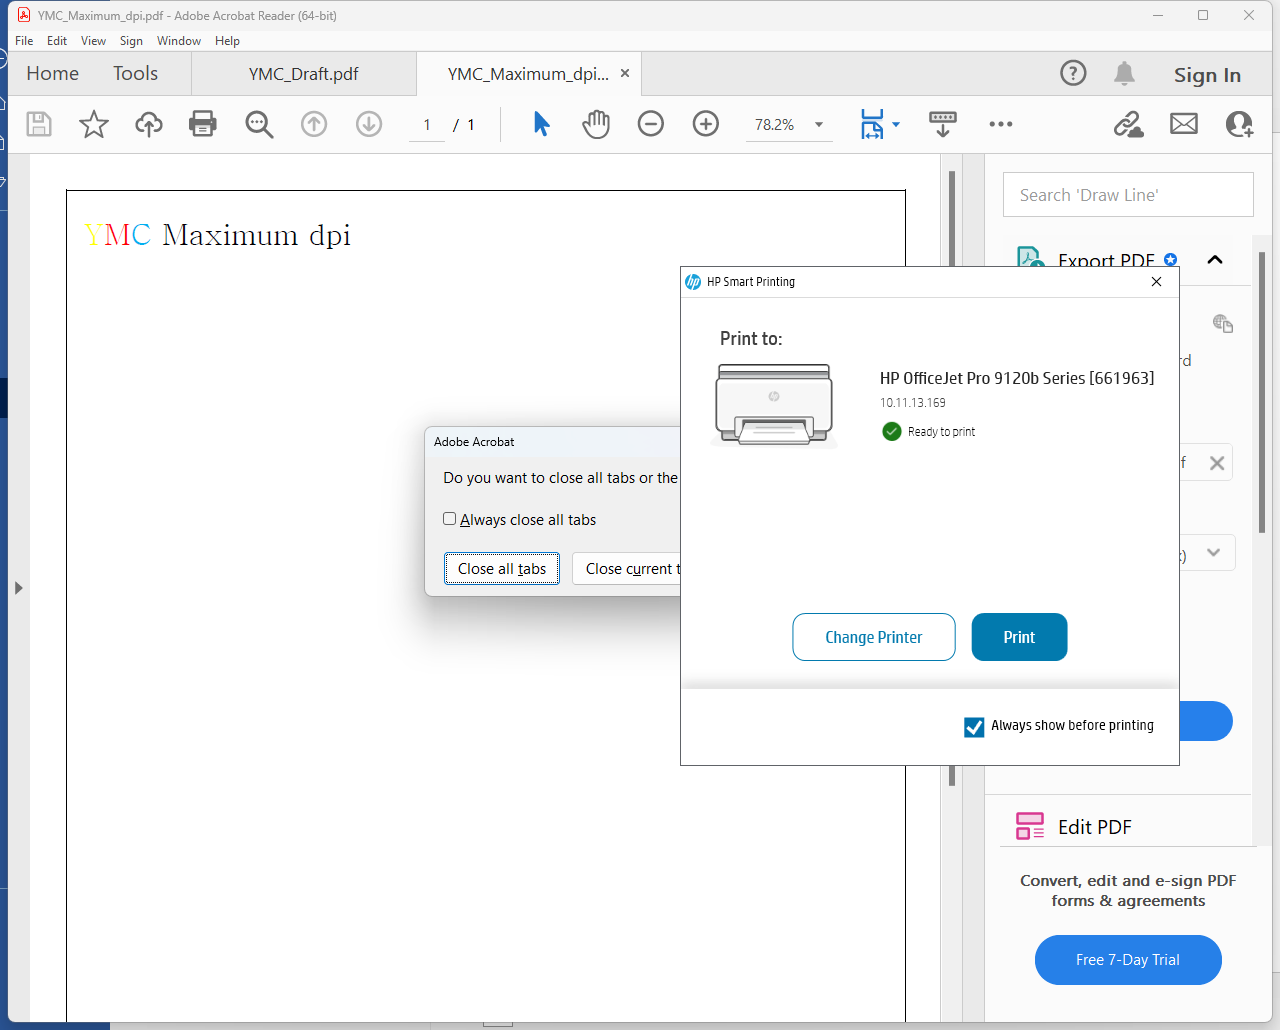 YMC_Maximum_dpi.pdf - Adobe Acrobat Reader (64-bit)
File Edit View Sign Window Help
Home Tools YMC_Draft.pdf YMC_Maximum_dpi... Sign In
1 / 1 78.2%
Search 'Draw Line'
YMC Maximum dpi
Export PDF
HP Smart Printing
Print to:
HP OfficeJet Pro 9120b Series [661963]
10.11.13.169
Ready to print
Adobe Acrobat
Do you want to close all tabs or the
Always close all tabs
Close all tabs Close current t
Change Printer Print
Always show before printing
Edit PDF
Convert, edit and e-sign PDF
forms & agreements
Free 7-Day Trial